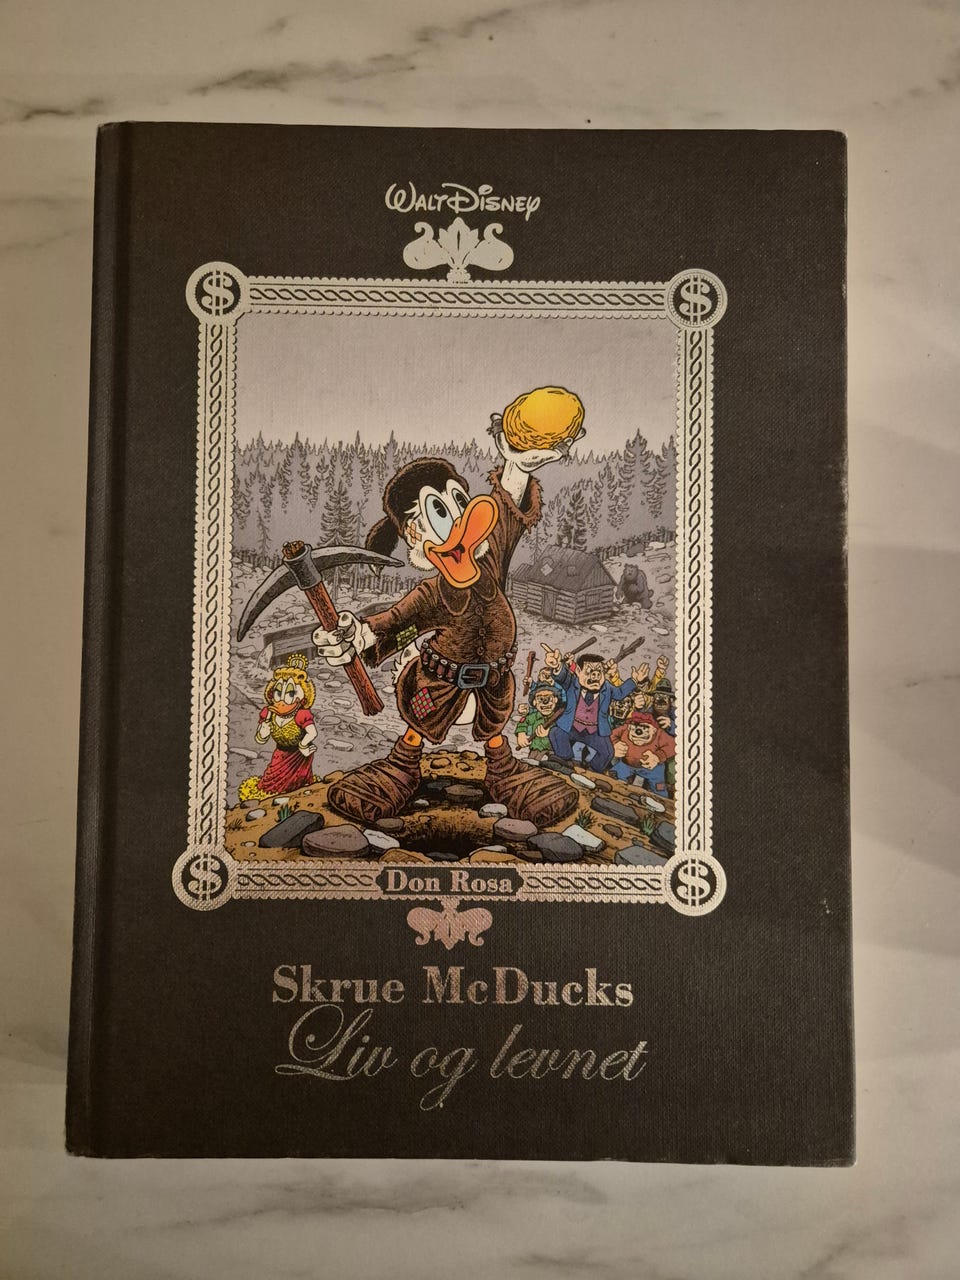 WALT DISNEY
$ $
$ Don Rosa $
Skrue McDucks
Liv og levnet